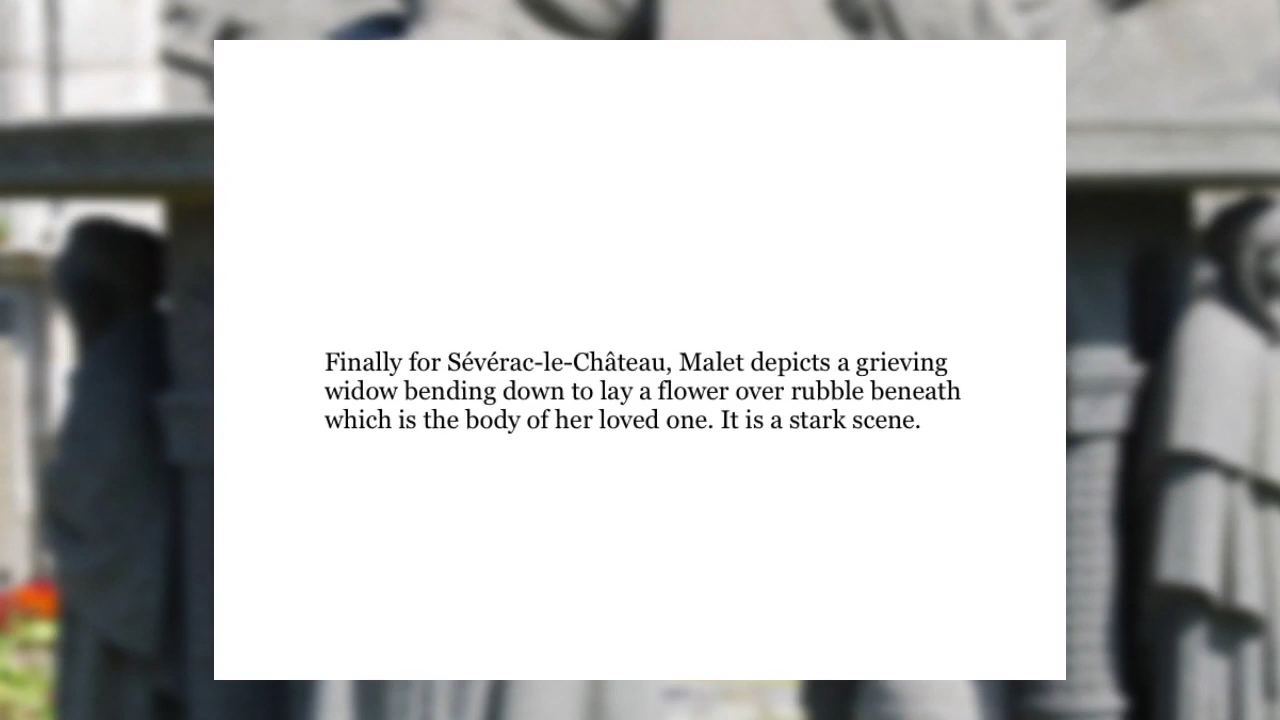 Finally for Sévérac-le-Château, Malet depicts a grieving
widow bending down to lay a flower over rubble beneath
which is the body of her loved one. It is a stark scene.